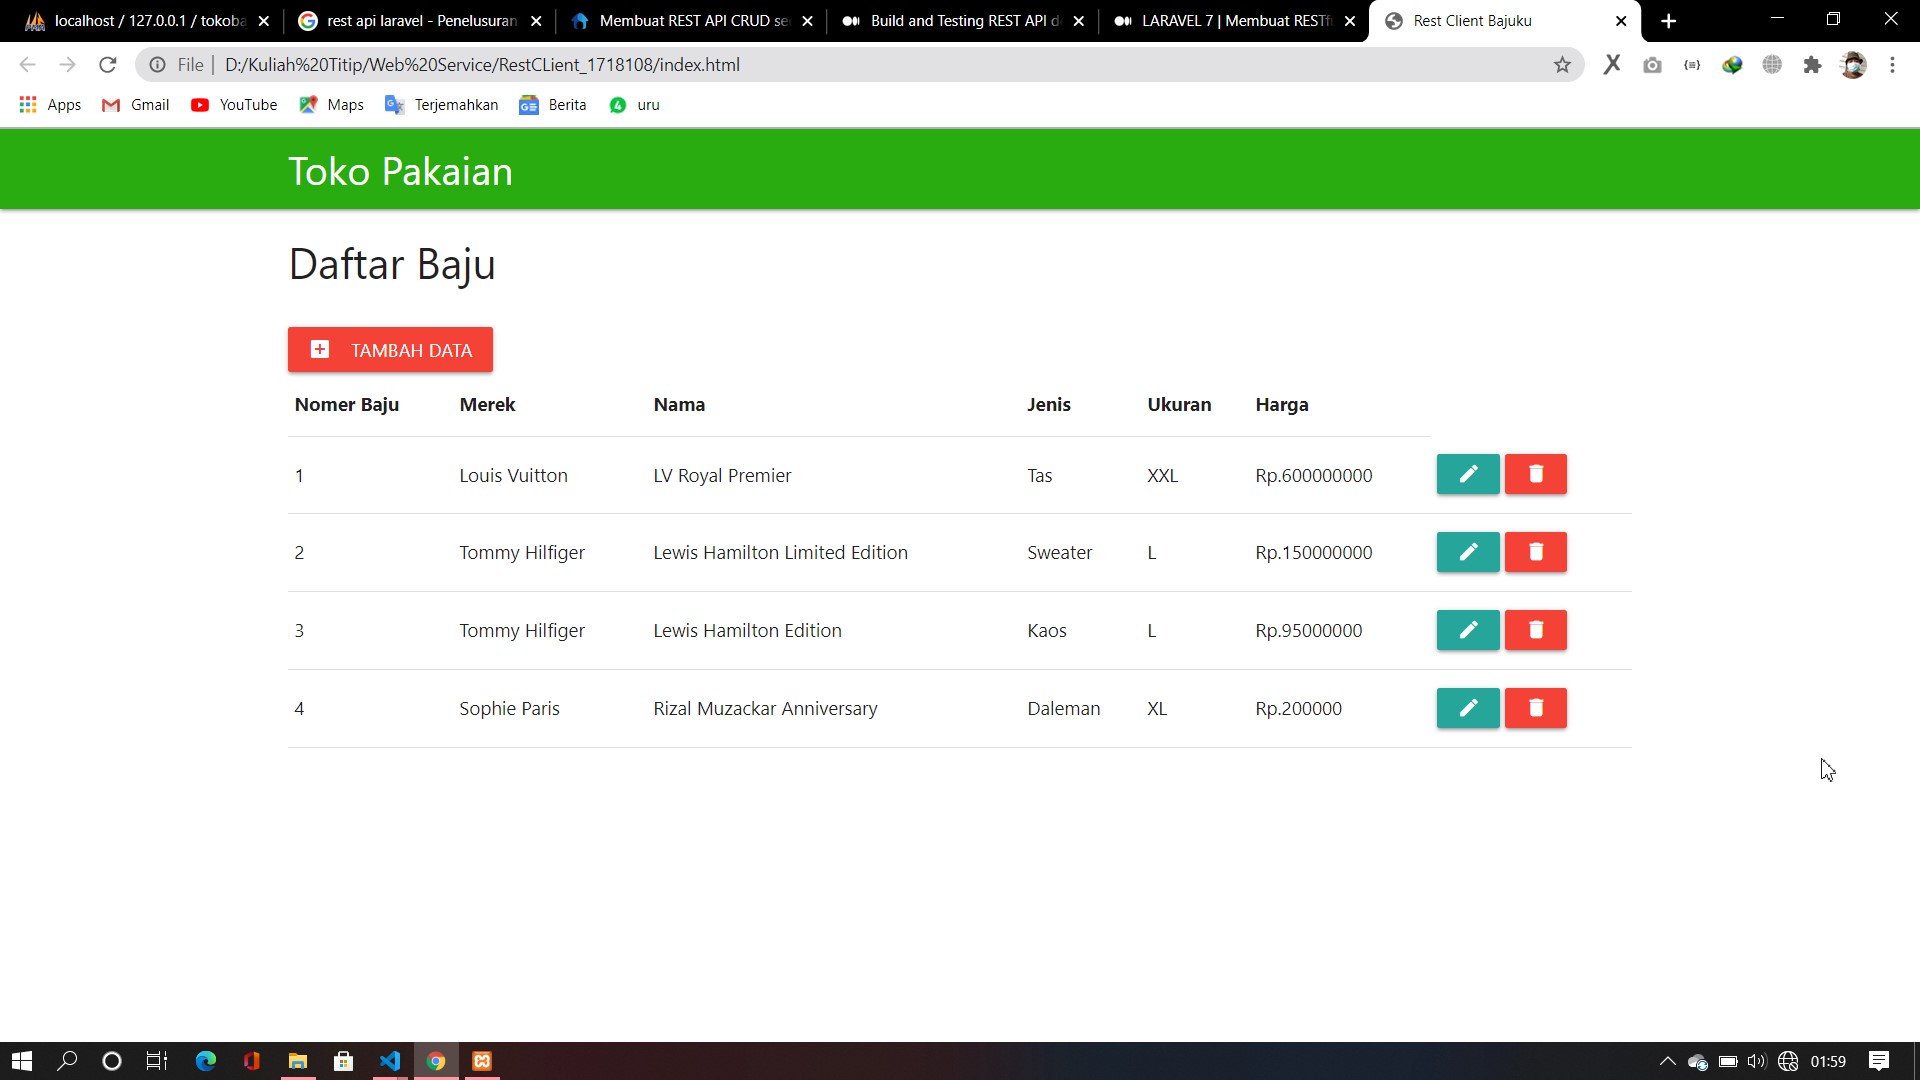 localhost / 127.0.0.1 / tokoba
rest api laravel - Penelusuran
Membuat REST API CRUD se
Build and Testing REST API d
LARAVEL 7 | Membuat RESTf
Rest Client Bajuku
File | D:/Kuliah%20Titip/Web%20Service/RestCLient_1718108/index.html
Apps Gmail YouTube Maps Terjemahkan Berita uru
Toko Pakaian
Daftar Baju
TAMBAH DATA
Nomer Baju Merek Nama Jenis Ukuran Harga
1 Louis Vuitton LV Royal Premier Tas XXL Rp.600000000
2 Tommy Hilfiger Lewis Hamilton Limited Edition Sweater L Rp.150000000
3 Tommy Hilfiger Lewis Hamilton Edition Kaos L Rp.95000000
4 Sophie Paris Rizal Muzackar Anniversary Daleman XL Rp.200000
01:59